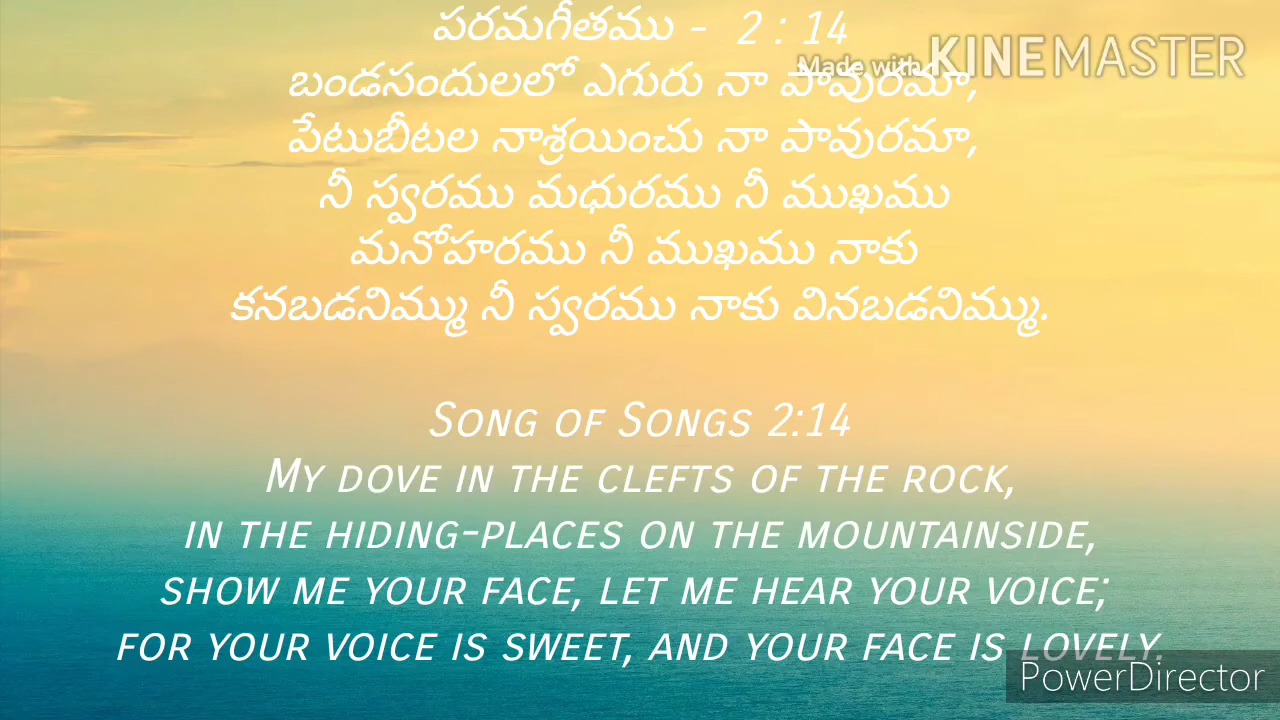 పరమగీతము - 2 : 14
Made with KINEMASTER
బండసందులలో ఎగురు నా పావురమా,
పేటుబీటల నాశ్రయించు నా పావురమా,
నీ స్వరము మధురము నీ ముఖము
మనోహరము నీ ముఖము నాకు
కనబడనిమ్ము నీ స్వరము నాకు వినబడనిమ్ము.
Song of Songs 2:14
My dove in the clefts of the rock,
in the hiding-places on the mountainside,
show me your face, let me hear your voice;
for your voice is sweet, and your face is lovely.
PowerDirector